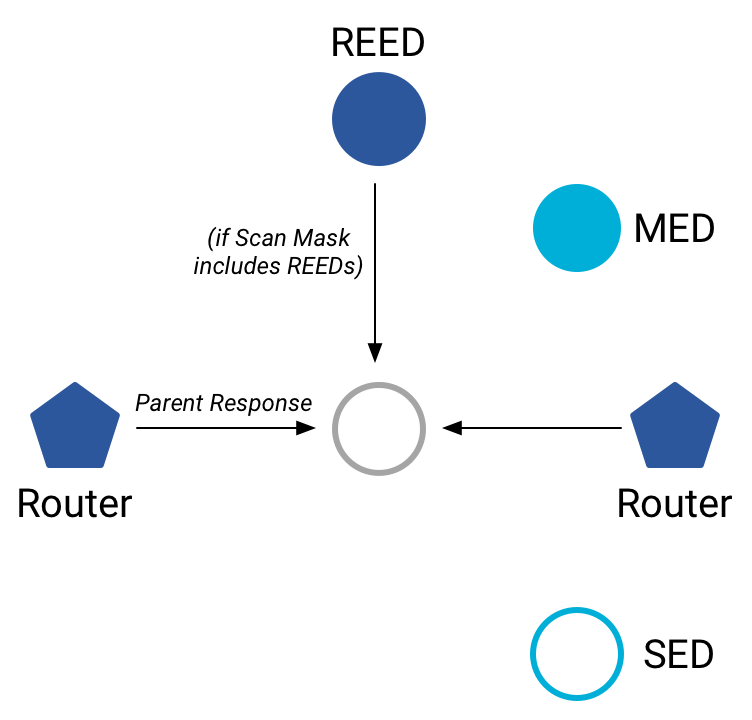 REED
MED
(if Scan Mask
includes REEDs)
Parent Response
Router
Router
SED